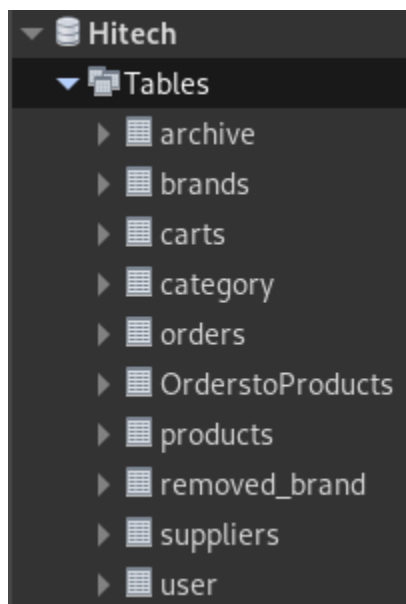 Hitech
Tables
archive
brands
carts
category
orders
OrderstoProducts
products
removed_brand
suppliers
user